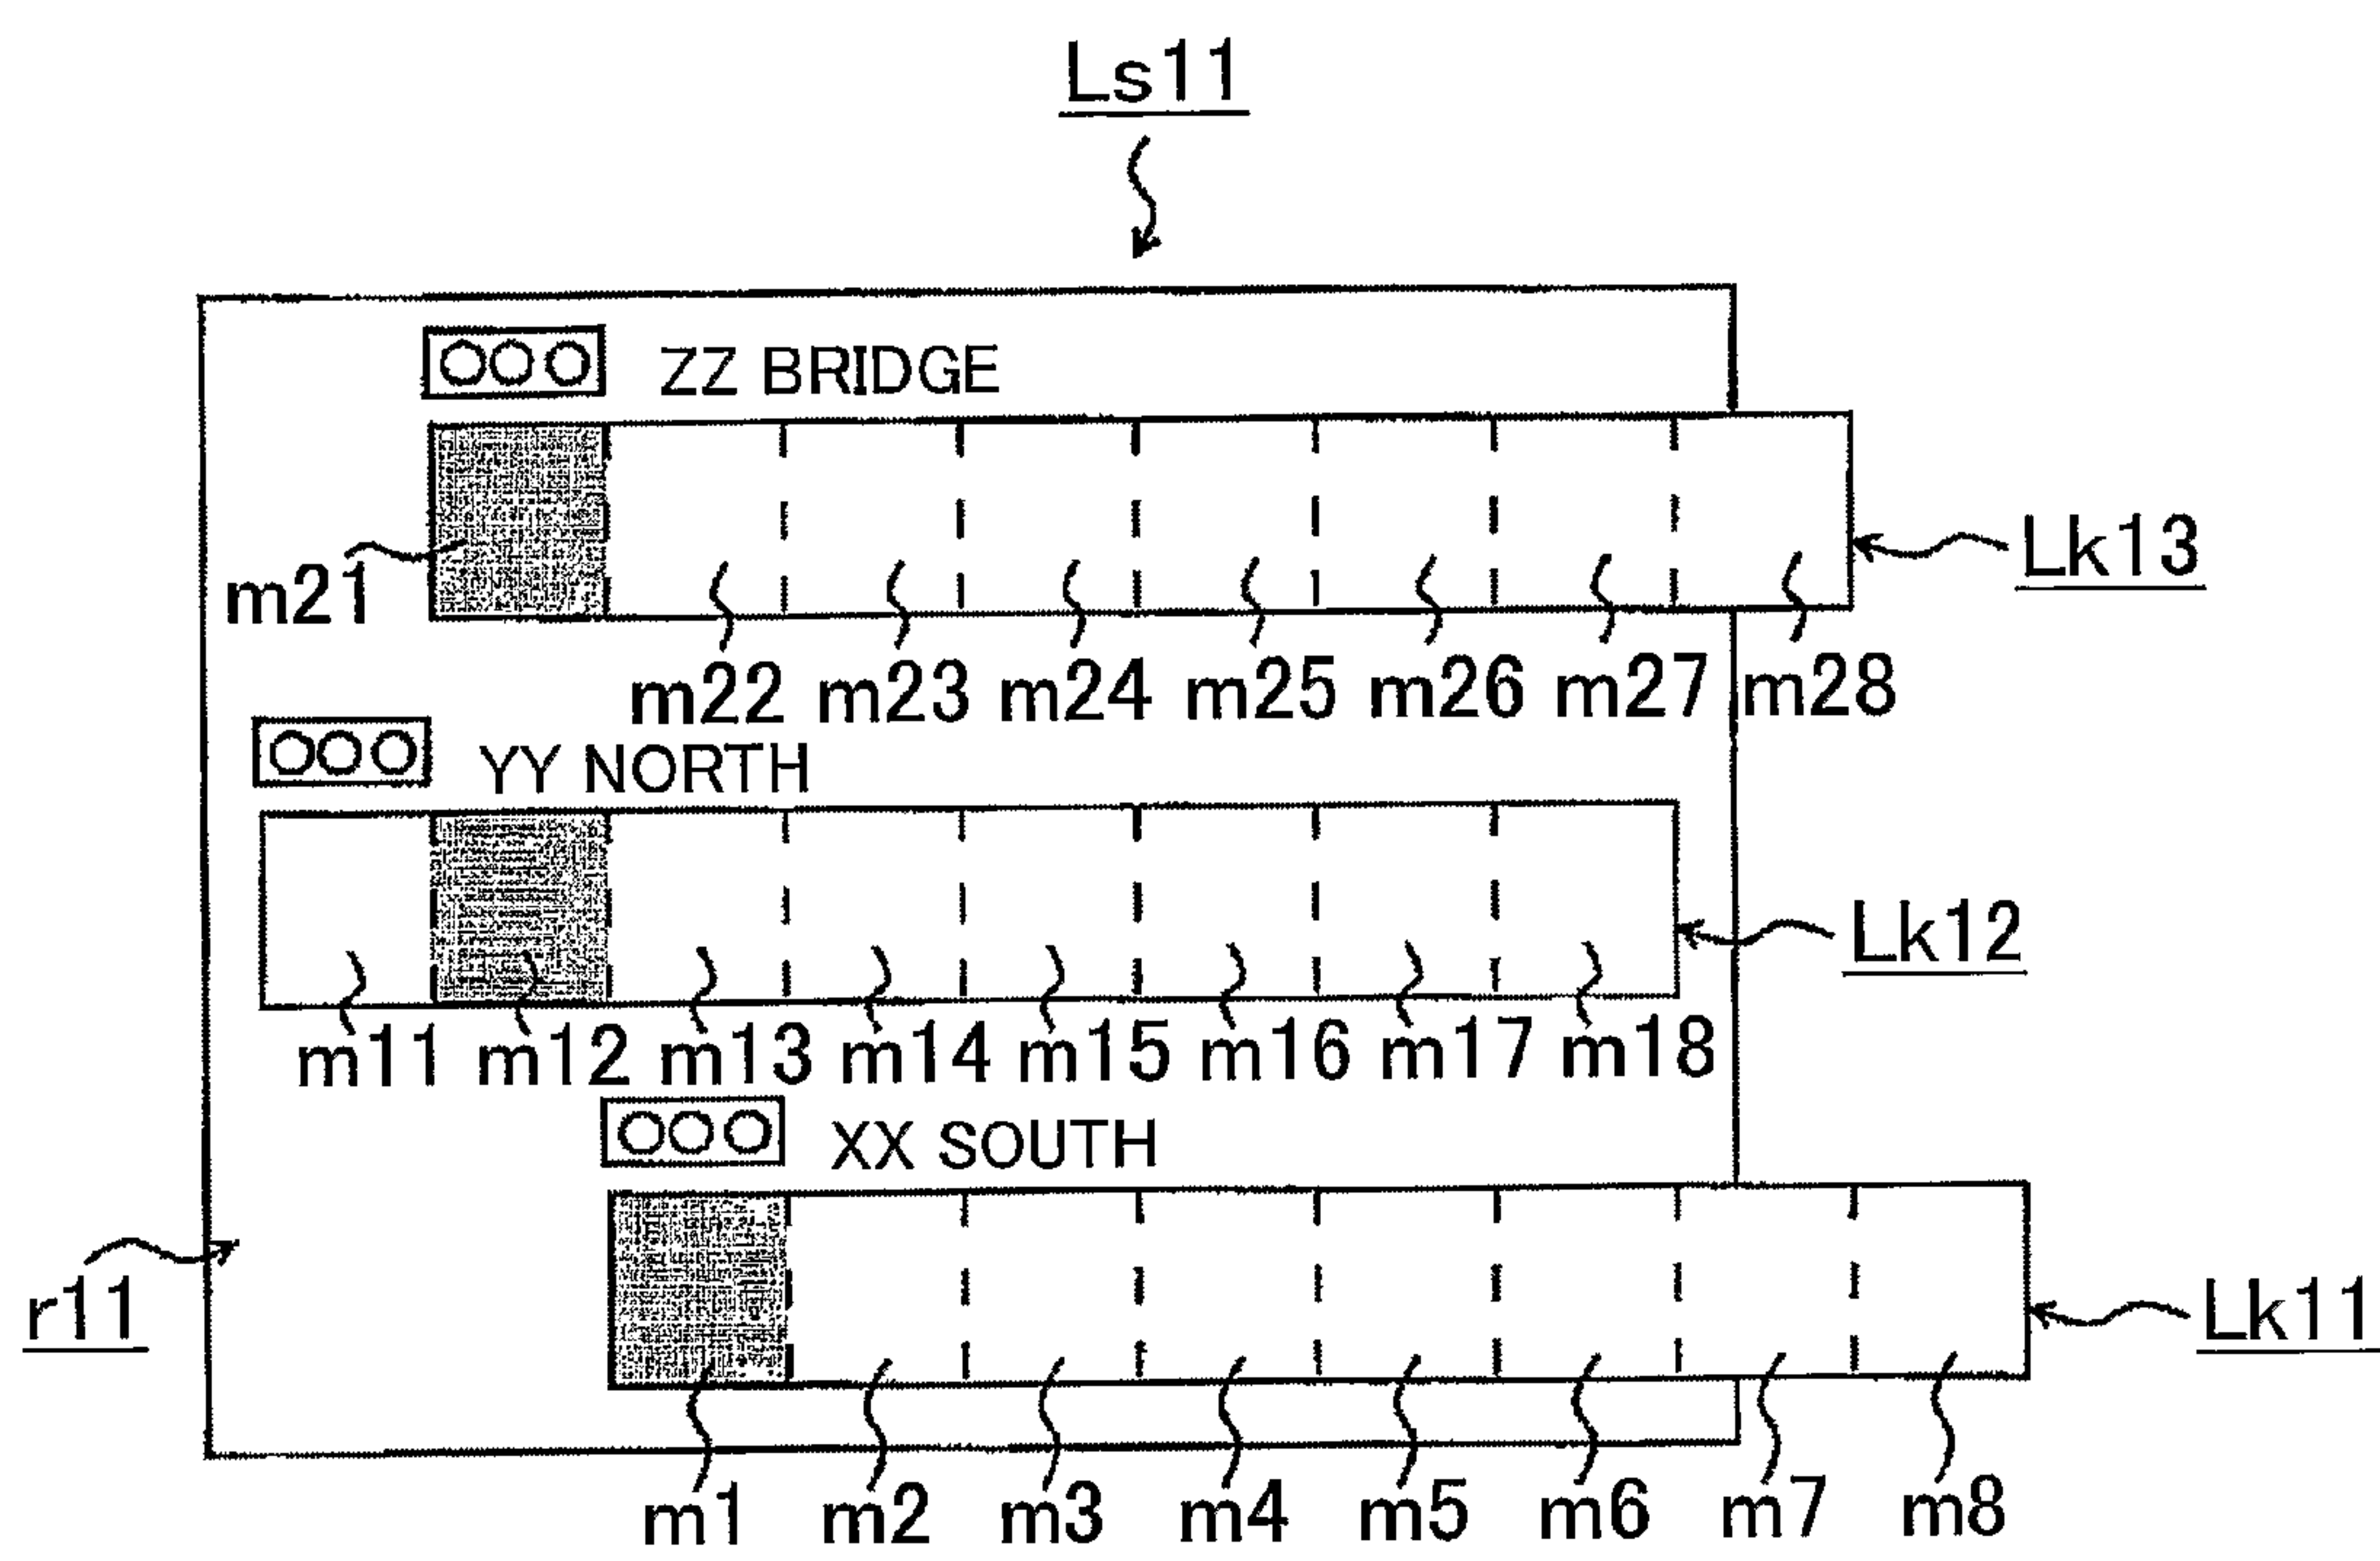 Ls11
ZZ BRIDGE
Lk13
m21
m22 m23 m24 m25 m26 m27 m28
YY NORTH
Lk12
m11 m12 m13 m14 m15 m16 m17 m18
XX SOUTH
r11
Lk11
m1 m2 m3 m4 m5 m6 m7 m8